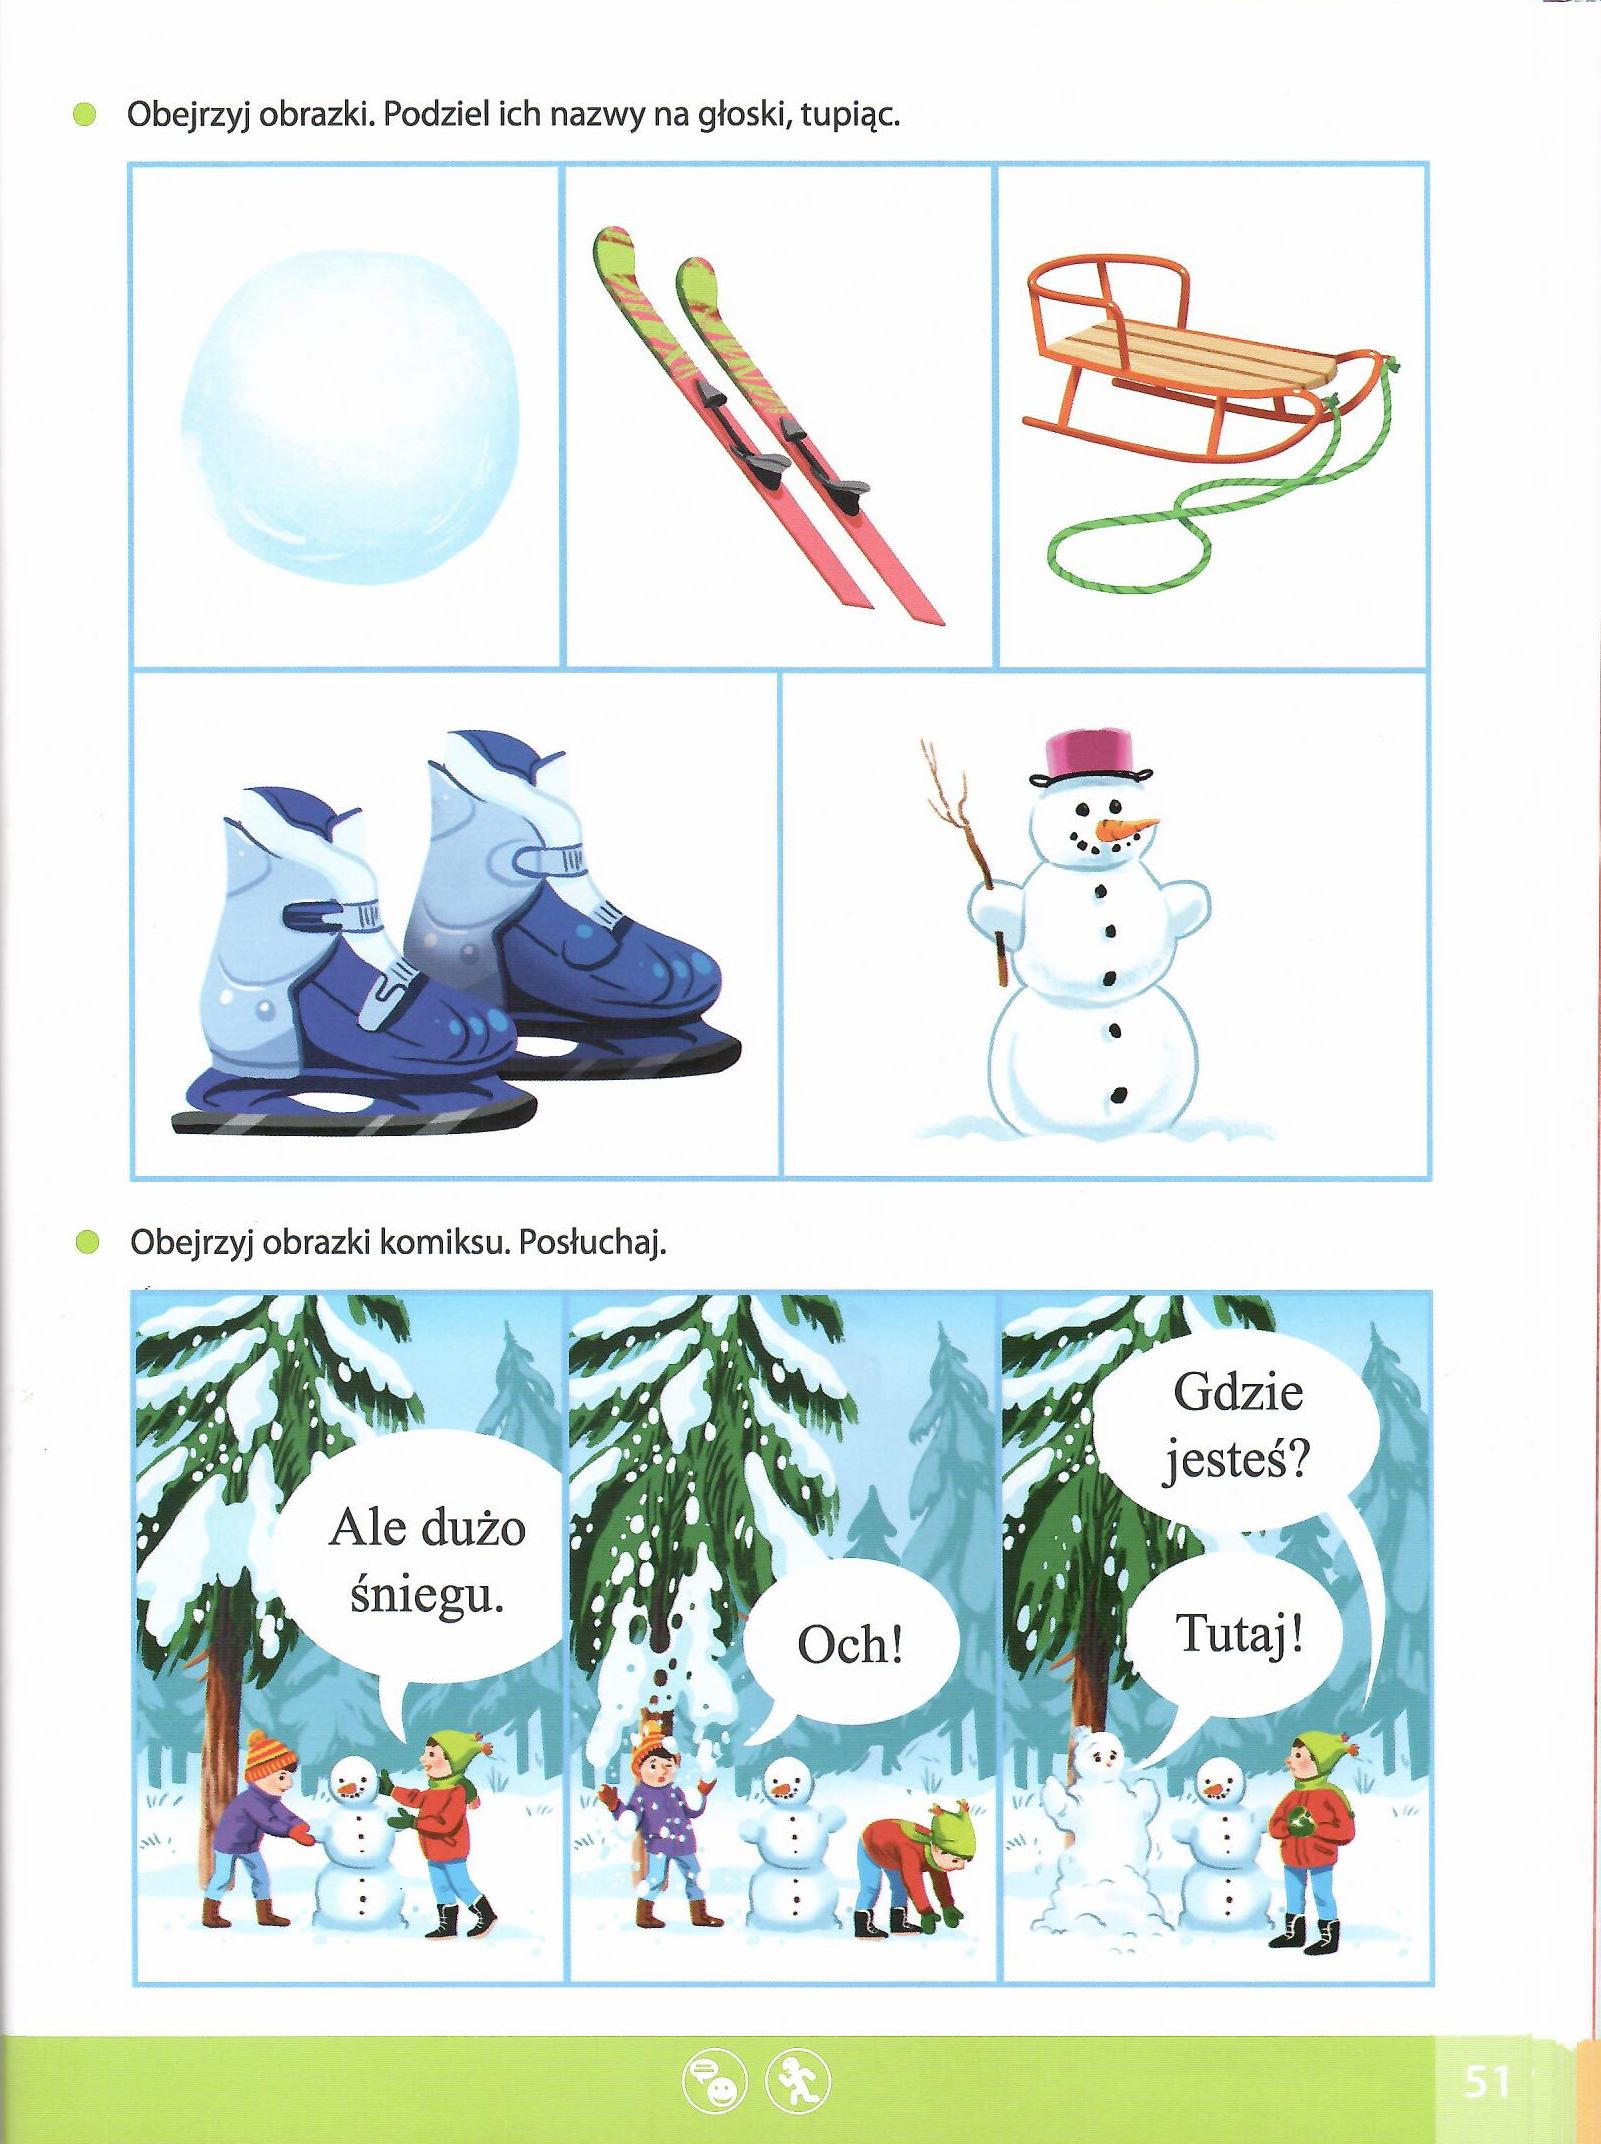 Obejrzyj obrazki. Podziel ich nazwy na głoski, tupiąc.
Obejrzyj obrazki komiksu. Posłuchaj.
Ale dużo
śniegu.
Och!
Gdzie
jesteś?
Tutaj!
51